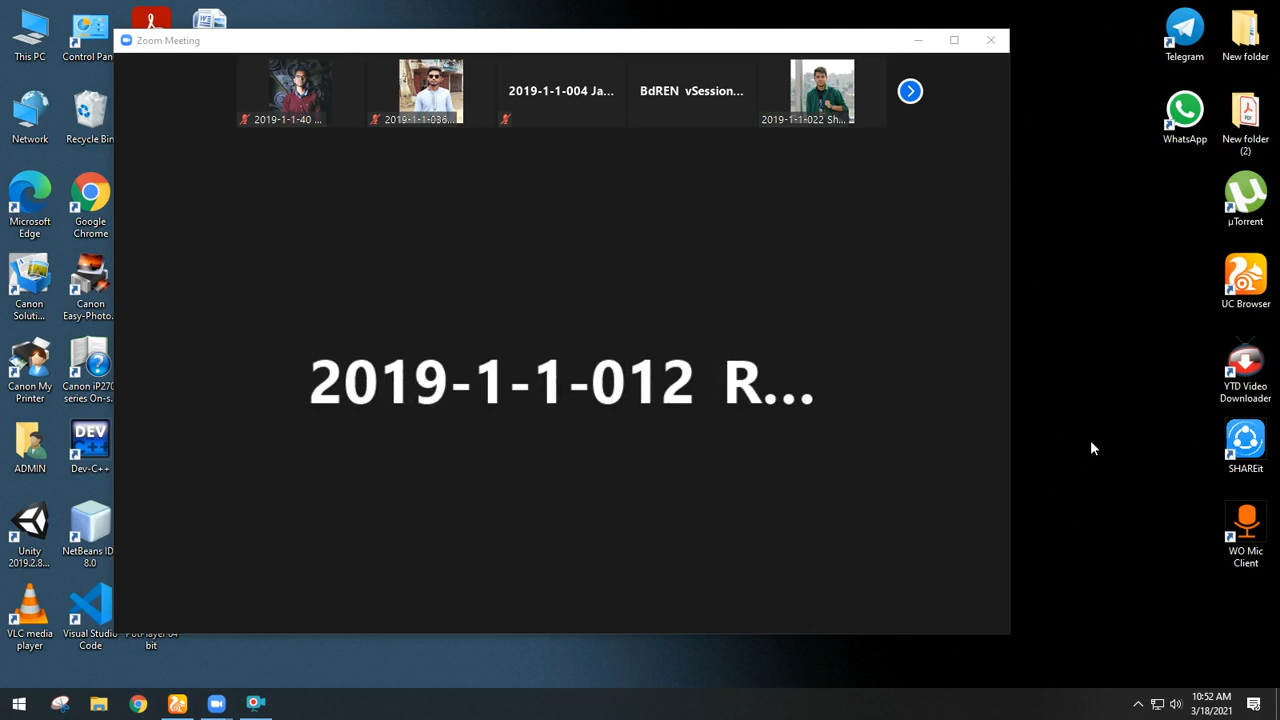 This PC
Control Pan
Zoom Meeting
2019-1-1-40 ...
2019-1-1-036...
2019-1-1-004 Ja...
BdREN vSession...
2019-1-1-022 Sh...
2019-1-1-012 R...
Network
Recycle Bin
Microsoft
Edge
Google
Chrome
Canon
Soluti...
Canon
Easy-Photo.
Canon My
Printer
Canon iP270
series On-s.
ADMIN
DEV
C++
Dev-C++
Unity
2019.2.8...
NetBeans ID
8.0
VLC media
player
Visual Studio
Code
PotPlayer 64
bit
Telegram
New folder
WhatsApp
PDF
New folder
(2)
µTorrent
UC Browser
YTD Video
Downloader
SHAREit
WO Mic
Client
10:52 AM
3/18/2021